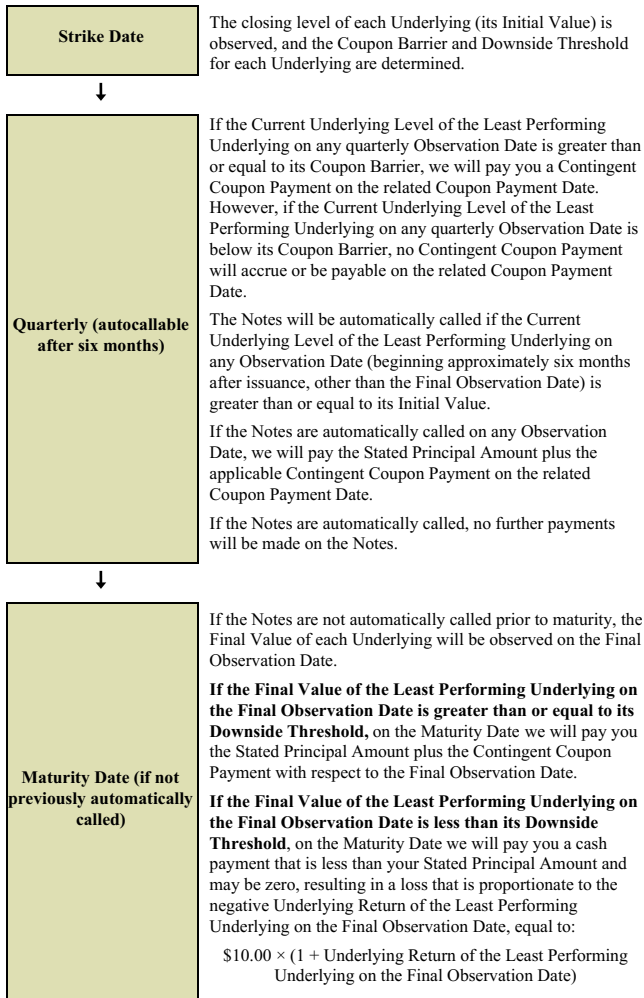 Strike Date
The closing level of each Underlying (its Initial Value) is
observed, and the Coupon Barrier and Downside Threshold
for each Underlying are determined.
Quarterly (autocallable
after six months)
If the Current Underlying Level of the Least Performing
Underlying on any quarterly Observation Date is greater than
or equal to its Coupon Barrier, we will pay you a Contingent
Coupon Payment on the related Coupon Payment Date.
However, if the Current Underlying Level of the Least
Performing Underlying on any quarterly Observation Date is
below its Coupon Barrier, no Contingent Coupon Payment
will accrue or be payable on the related Coupon Payment
Date.
The Notes will be automatically called if the Current
Underlying Level of the Least Performing Underlying on
any Observation Date (beginning approximately six months
after issuance, other than the Final Observation Date) is
greater than or equal to its Initial Value.
If the Notes are automatically called on any Observation
Date, we will pay the Stated Principal Amount plus the
applicable Contingent Coupon Payment on the related
Coupon Payment Date.
If the Notes are automatically called, no further payments
will be made on the Notes.
Maturity Date (if not
previously automatically
called)
If the Notes are not automatically called prior to maturity, the
Final Value of each Underlying will be observed on the Final
Observation Date.
If the Final Value of the Least Performing Underlying on
the Final Observation Date is greater than or equal to its
Downside Threshold, on the Maturity Date we will pay you
the Stated Principal Amount plus the Contingent Coupon
Payment with respect to the Final Observation Date.
If the Final Value of the Least Performing Underlying on
the Final Observation Date is less than its Downside
Threshold, on the Maturity Date we will pay you a cash
payment that is less than your Stated Principal Amount and
may be zero, resulting in a loss that is proportionate to the
negative Underlying Return of the Least Performing
Underlying on the Final Observation Date, equal to:
$10.00 × (1 + Underlying Return of the Least Performing
Underlying on the Final Observation Date)